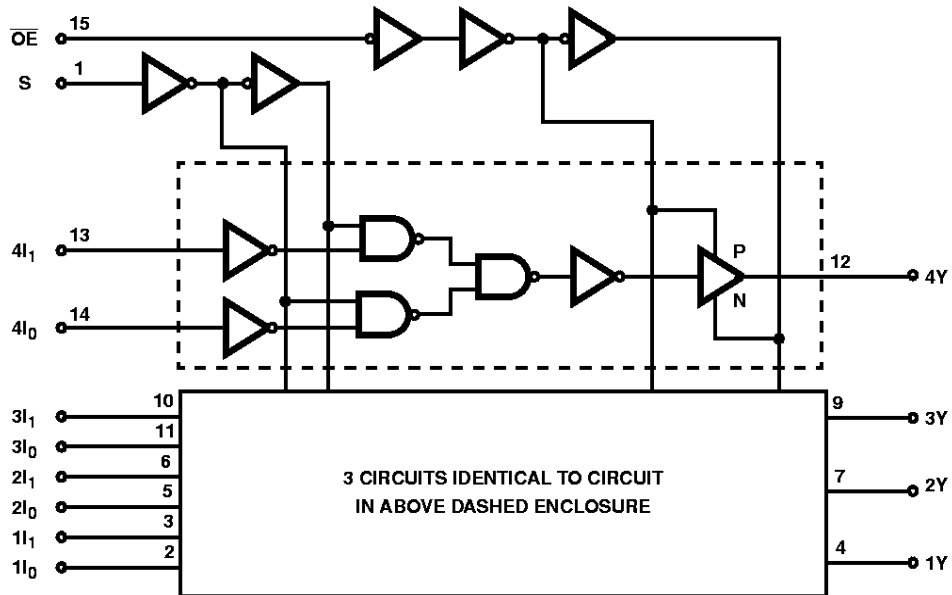 O̅E̅ 15
S 1
4I₁ 13
P
N
12 4Y
4I₀ 14
3I₁ 10
3I₀ 11
2I₁ 6
2I₀ 5
1I₁ 3
1I₀ 2
3 CIRCUITS IDENTICAL TO CIRCUIT
IN ABOVE DASHED ENCLOSURE
9 3Y
7 2Y
4 1Y